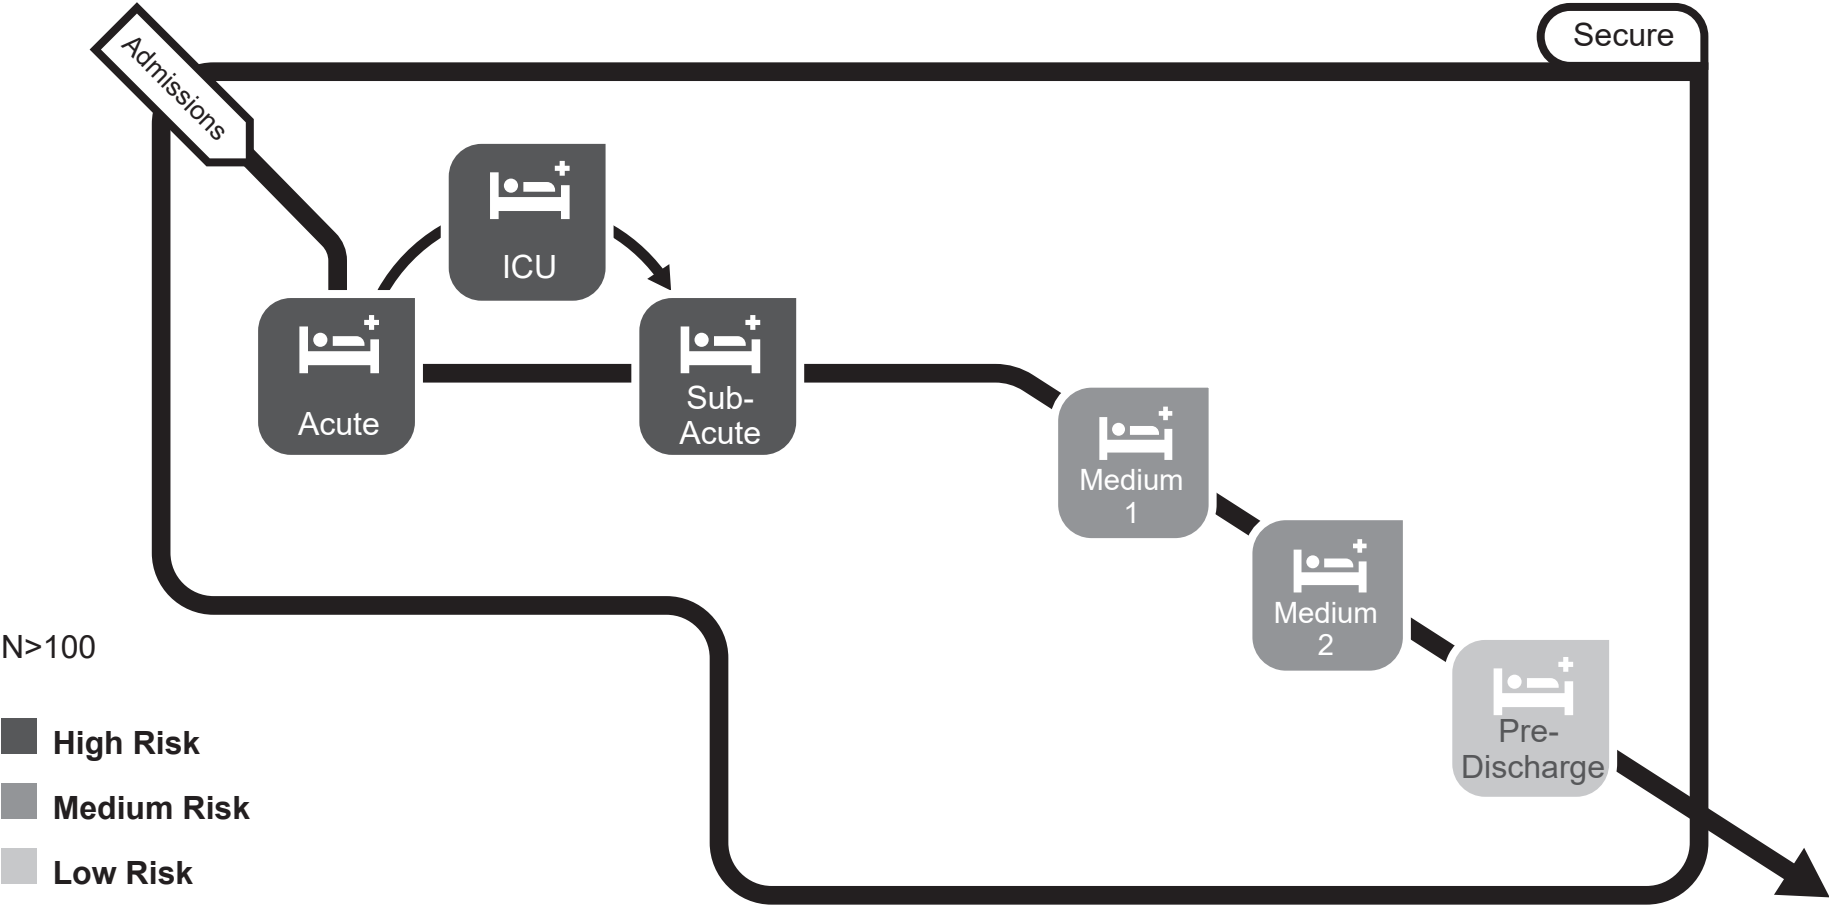 Admissions
Secure
ICU
Acute
Sub-
Acute
Medium
1
Medium
2
Pre-
Discharge
N>100
High Risk
Medium Risk
Low Risk